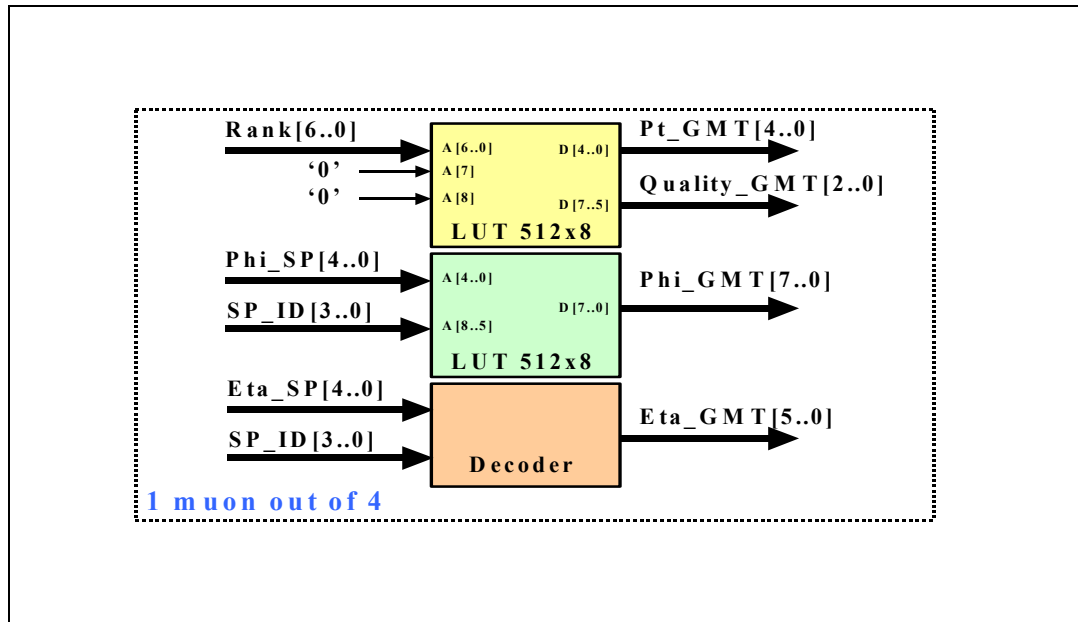 Rank[6..0]
‘0’
‘0’
A[6..0]
A[7]
A[8]
D[4..0]
D[7..5]
LUT 512x8
Pt_GMT[4..0]
Quality_GMT[2..0]
Phi_SP[4..0]
SP_ID[3..0]
A[4..0]
A[8..5]
D[7..0]
LUT 512x8
Phi_GMT[7..0]
Eta_SP[4..0]
SP_ID[3..0]
Decoder
Eta_GMT[5..0]
1 muon out of 4